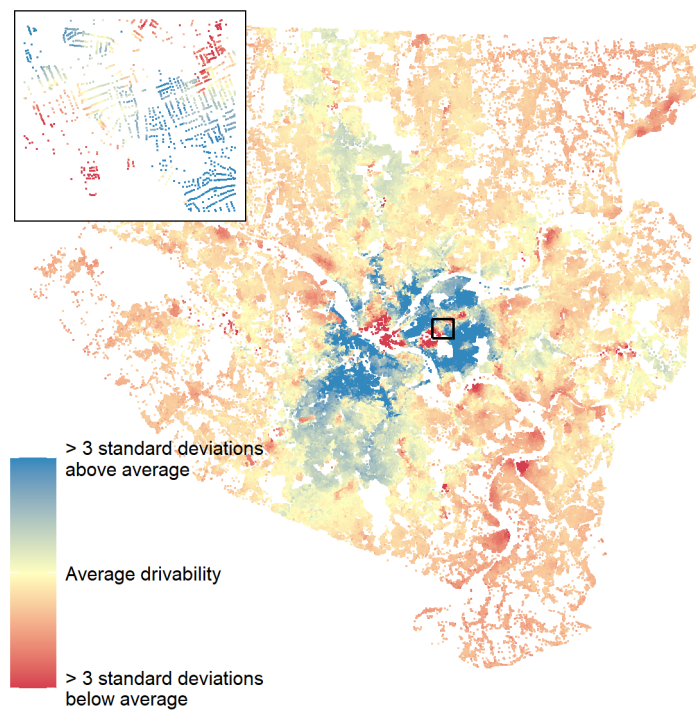 > 3 standard deviations
above average
Average drivability
> 3 standard deviations
below average